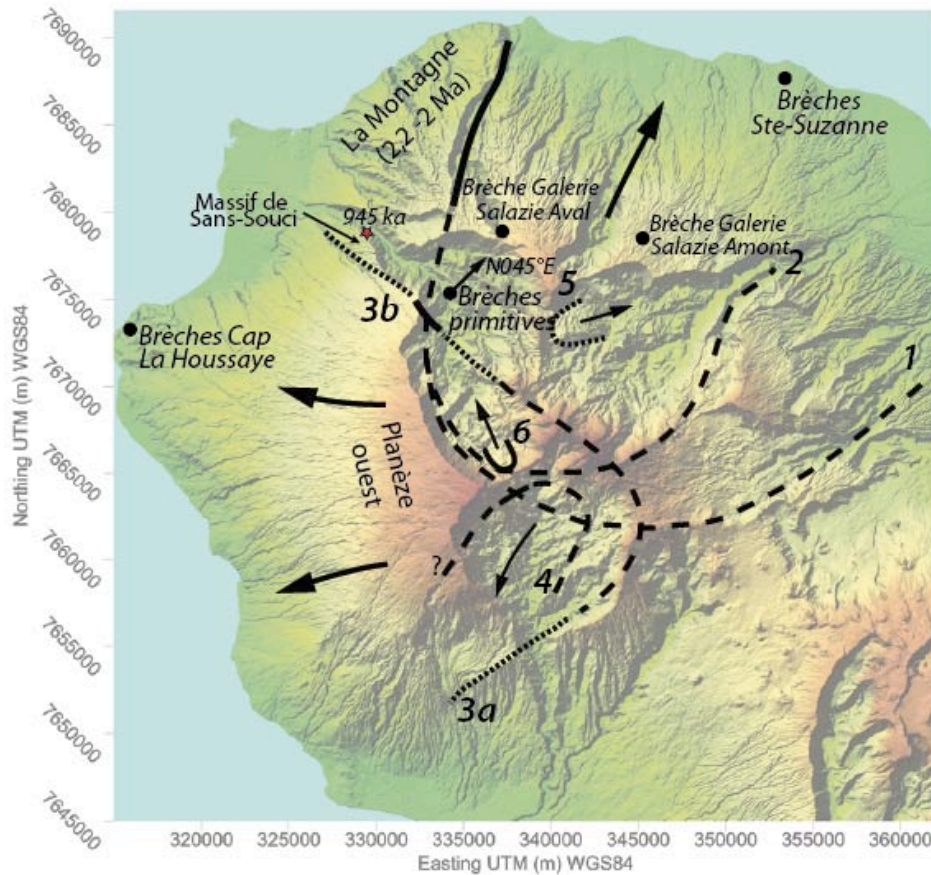 7690000
7685000
7680000
7675000
7670000
7665000
7660000
7655000
7650000
7645000
Northing UTM (m) WGS84
La Montagne
(2,2 -2 Ma)
Brèches
Ste-Suzanne
Massif de
Sans-Souci
945 ka
Brèche Galerie
Salazie Aval
Brèche Galerie
Salazie Amont
N045°E
Brèches
primitives
5
2
3b
Brèches Cap
La Houssaye
1
Planèze
ouest
6
?
4
3a
320000
325000
330000
335000
340000
345000
350000
355000
360000
Easting UTM (m) WGS84